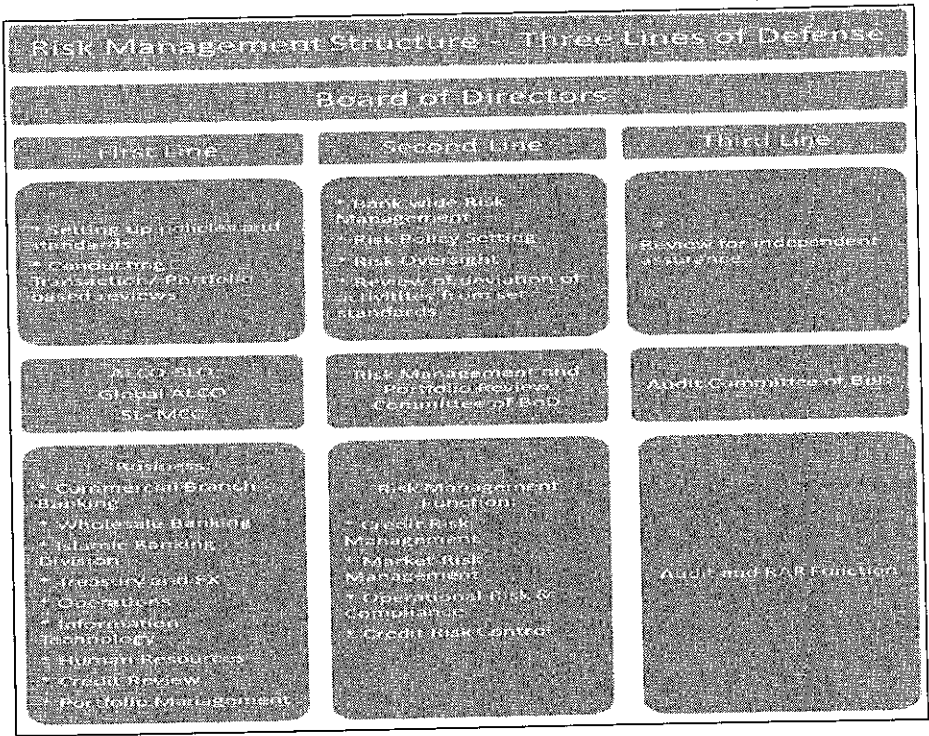 Risk Management Structure – Three Lines of Defense
Board of Directors
First Line
Second Line
Third Line
* Setting up policies and
standards
* Conducting
Transaction/ Portfolio
based reviews
* Bank wide Risk
Management
* Risk Policy Setting
* Risk Oversight
* Review of deviation of
activities from set
standards
Review for independent
assurance
ALCO SLO
Global ALCO
SL- MCC
Risk Management and
Portfolio Review
Committee of BoD
Audit Committee of BoD
Business:
* Commercial Branch
Banking
* Wholesale Banking
* Islamic Banking
Division
* Treasury and FX
* Operations
* Information
Technology
* Human Resources
* Credit Review
* Portfolio Management
Risk Management
Function:
* Credit Risk
Management
* Market Risk
Management
* Operational Risk &
Compliance
* Credit Risk Control
Audit and RAR Function